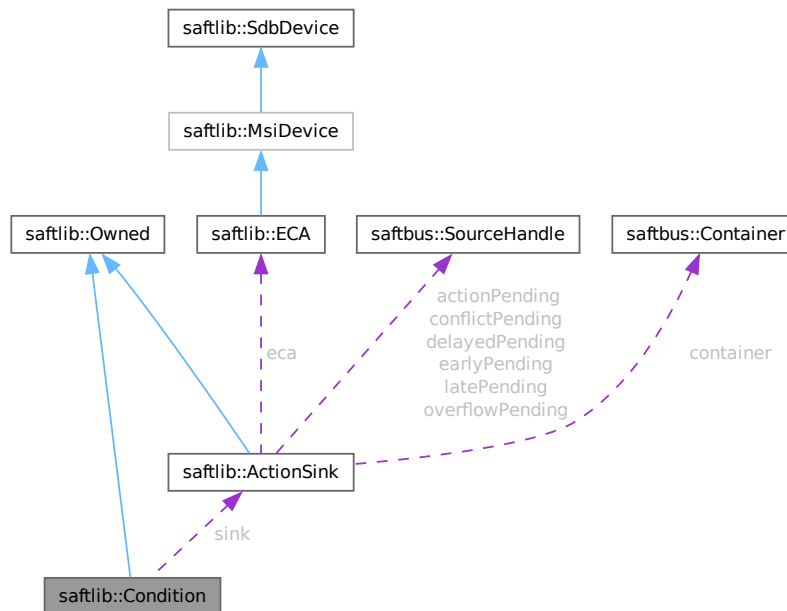 saftlib::SdbDevice
saftlib::MsiDevice
saftlib::Owned
saftlib::ECA
saftbus::SourceHandle
saftbus::Container
actionPending
conflictPending
delayedPending
earlyPending
latePending
overflowPending
eca
container
saftlib::ActionSink
sink
saftlib::Condition